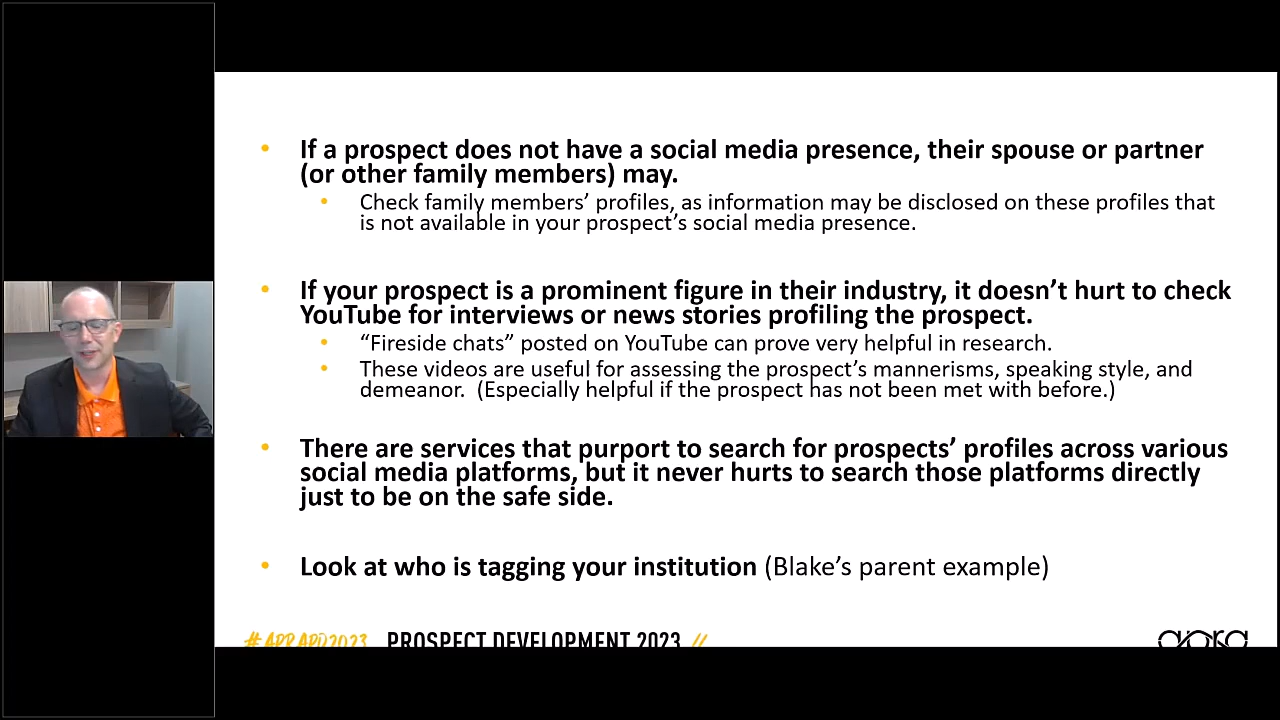 If a prospect does not have a social media presence, their spouse or partner
(or other family members) may.
Check family members’ profiles, as information may be disclosed on these profiles that
is not available in your prospect’s social media presence.
If your prospect is a prominent figure in their industry, it doesn’t hurt to check
YouTube for interviews or news stories profiling the prospect.
“Fireside chats” posted on YouTube can prove very helpful in research.
These videos are useful for assessing the prospect’s mannerisms, speaking style, and
demeanor.  (Especially helpful if the prospect has not been met with before.)
There are services that purport to search for prospects’ profiles across various
social media platforms, but it never hurts to search those platforms directly
just to be on the safe side.
Look at who is tagging your institution (Blake’s parent example)
#APRAPD2023 PROSPECT DEVELOPMENT 2023 //
apra